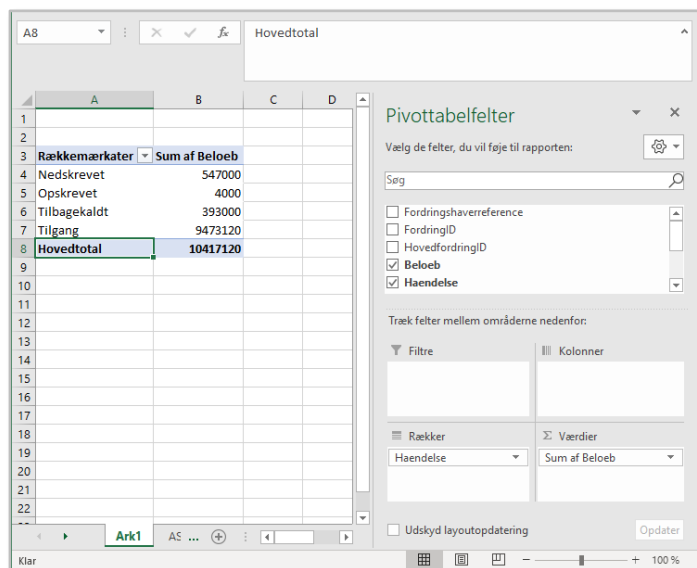 A8
fx
Hovedtotal
A B C D
1
2
3 Rækkemærkater Sum af Beloeb
4 Nedskrevet 547000
5 Opskrevet 4000
6 Tilbagekaldt 393000
7 Tilgang 9473120
8 Hovedtotal 10417120
9
10
11
12
13
14
15
16
17
18
19
20
21
22
Pivottabelfelter
Vælg de felter, du vil føje til rapporten:
Søg
Fordringshaverreference
FordringID
HovedfordringID
Beloeb
Haendelse
Træk felter mellem områderne nedenfor:
Filtre
Kolonner
Rækker
Σ Værdier
Haendelse
Sum af Beloeb
Udskyd layoutopdatering
Opdater
Ark1
AS ...
Klar
100 %